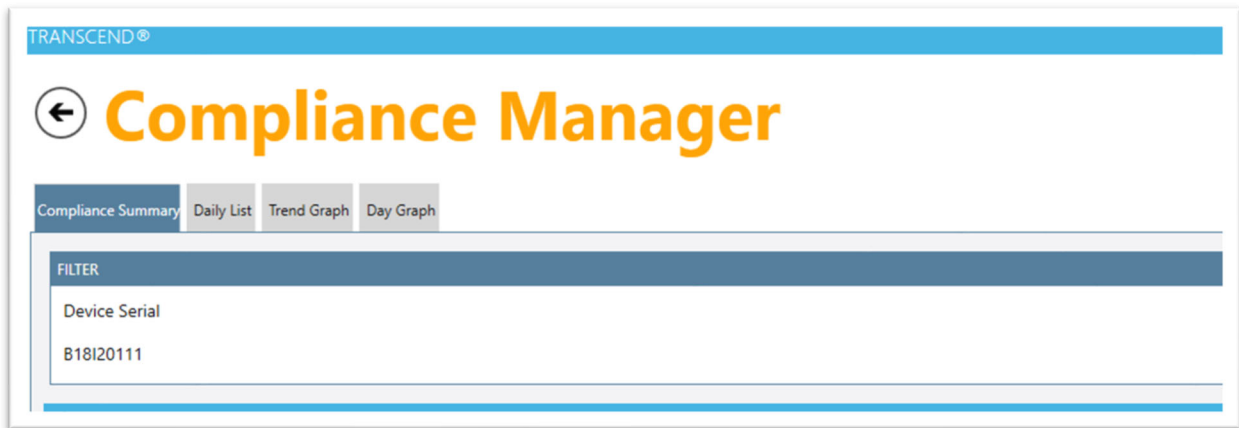 TRANSCEND®
Compliance Manager
Compliance Summary Daily List Trend Graph Day Graph
FILTER
Device Serial
B18I20111